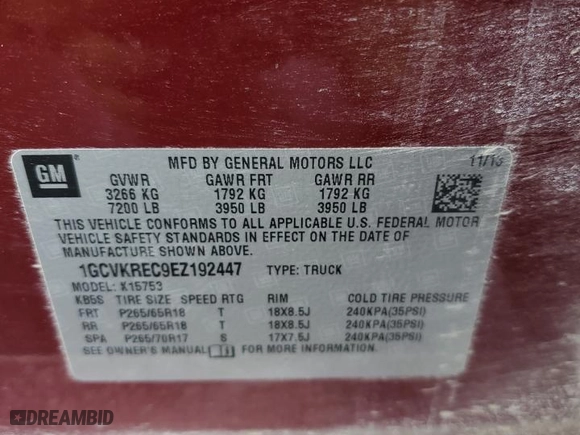 GM ®
MFD BY GENERAL MOTORS LLC 11/13
GVWR GAWR FRT GAWR RR
3266 KG 1792 KG 1792 KG
7200 LB 3950 LB 3950 LB
THIS VEHICLE CONFORMS TO ALL APPLICABLE U.S. FEDERAL MOTOR
VEHICLE SAFETY STANDARDS IN EFFECT ON THE DATE OF
MANUFACTURE SHOWN ABOVE.
1GCVKREC9EZ192447 TYPE: TRUCK
MODEL: X15753
KB5S TIRE SIZE SPEED RTG RIM COLD TIRE PRESSURE
FRT P265/65R18 T 18X8.5J 240KPA(35PSI)
RR P265/65R18 T 18X8.5J 240KPA(35PSI)
SPA P265/70R17 S 17X7.5J 240KPA(35PSI)
SEE OWNER'S MANUAL FOR MORE INFORMATION.
DREAMBID